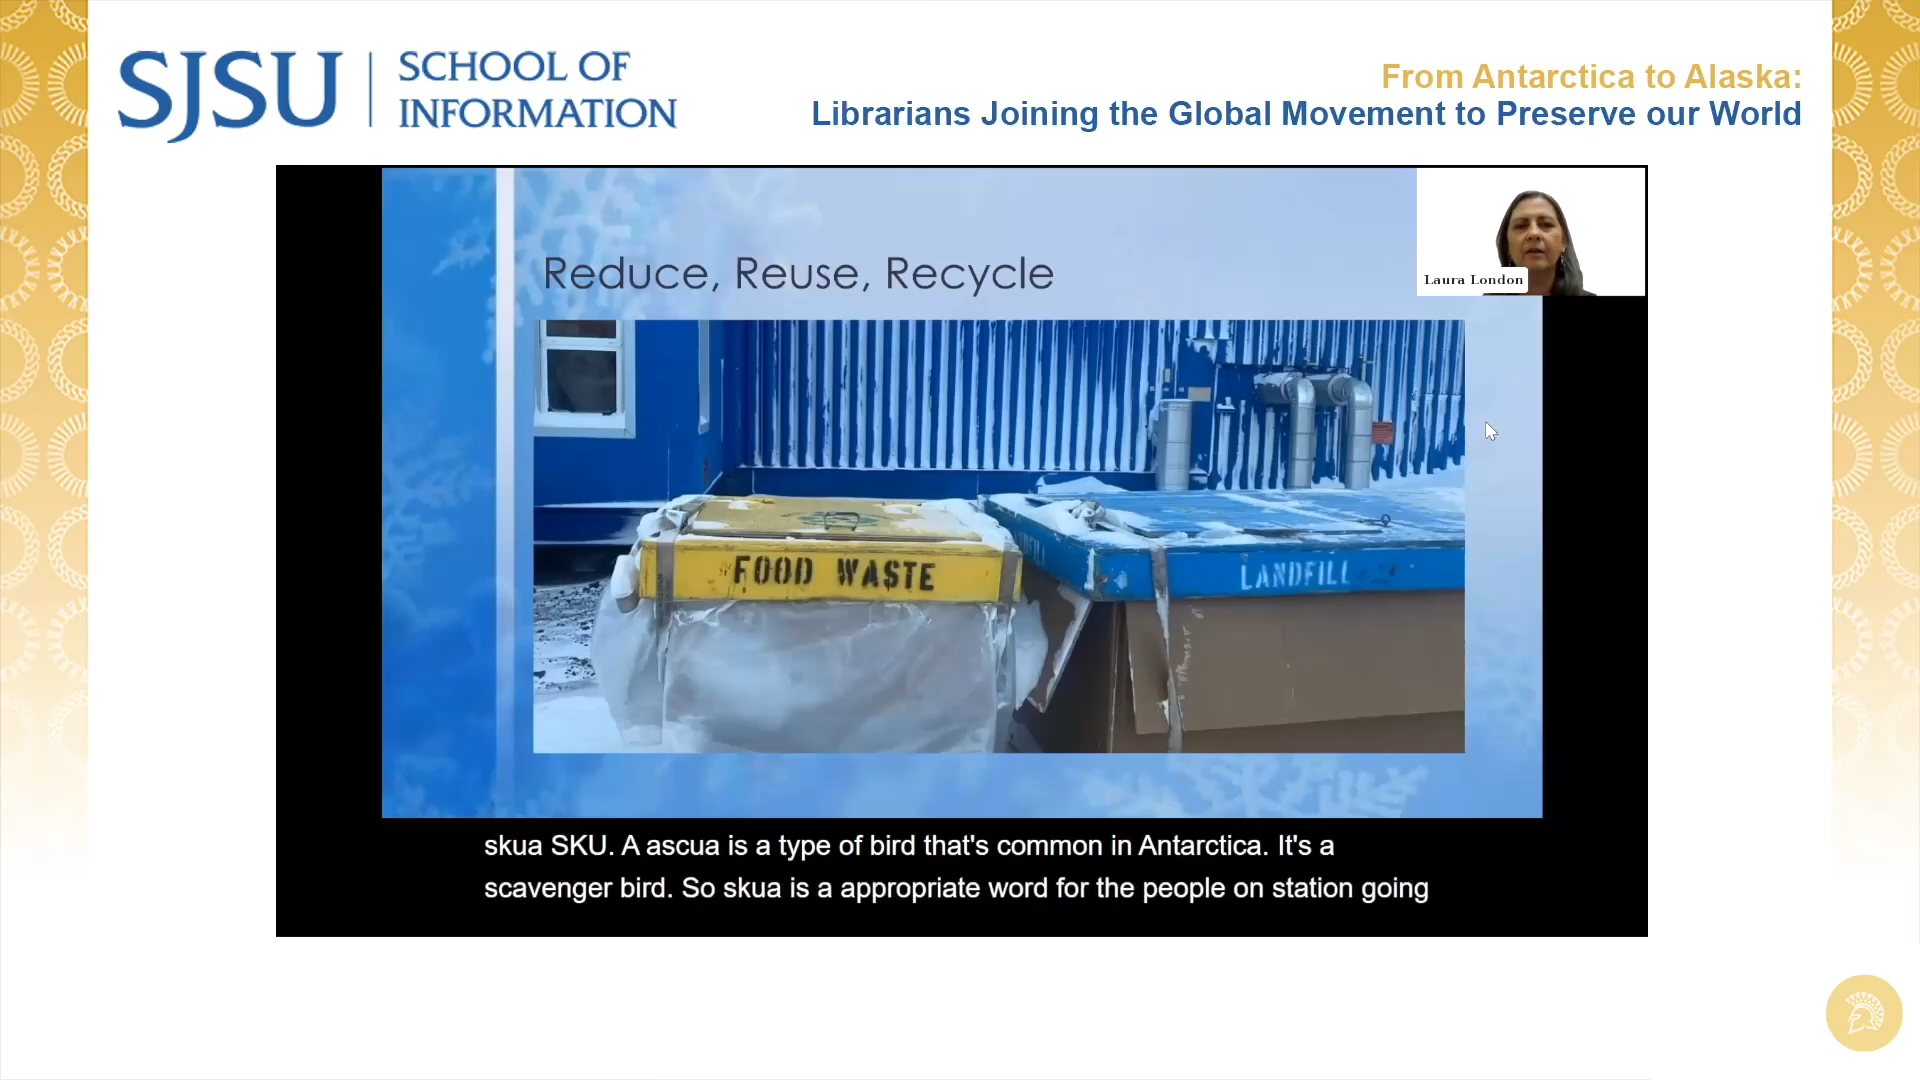 SJSU
SCHOOL OF
INFORMATION
From Antarctica to Alaska:
Librarians Joining the Global Movement to Preserve our World
Reduce, Reuse, Recycle
Laura London
FOOD WASTE
LANDFILL
skua SKU. A ascua is a type of bird that's common in Antarctica. It's a
scavenger bird. So skua is a appropriate word for the people on station going